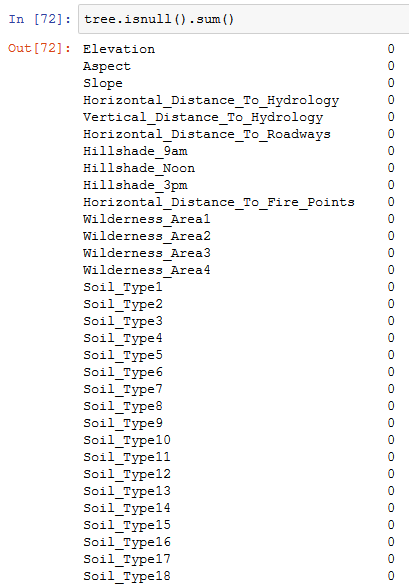 In [72]: tree.isnull().sum()
Out[72]: Elevation 0
Aspect 0
Slope 0
Horizontal_Distance_To_Hydrology 0
Vertical_Distance_To_Hydrology 0
Horizontal_Distance_To_Roadways 0
Hillshade_9am 0
Hillshade_Noon 0
Hillshade_3pm 0
Horizontal_Distance_To_Fire_Points 0
Wilderness_Area1 0
Wilderness_Area2 0
Wilderness_Area3 0
Wilderness_Area4 0
Soil_Type1 0
Soil_Type2 0
Soil_Type3 0
Soil_Type4 0
Soil_Type5 0
Soil_Type6 0
Soil_Type7 0
Soil_Type8 0
Soil_Type9 0
Soil_Type10 0
Soil_Type11 0
Soil_Type12 0
Soil_Type13 0
Soil_Type14 0
Soil_Type15 0
Soil_Type16 0
Soil_Type17 0
Soil_Type18 0